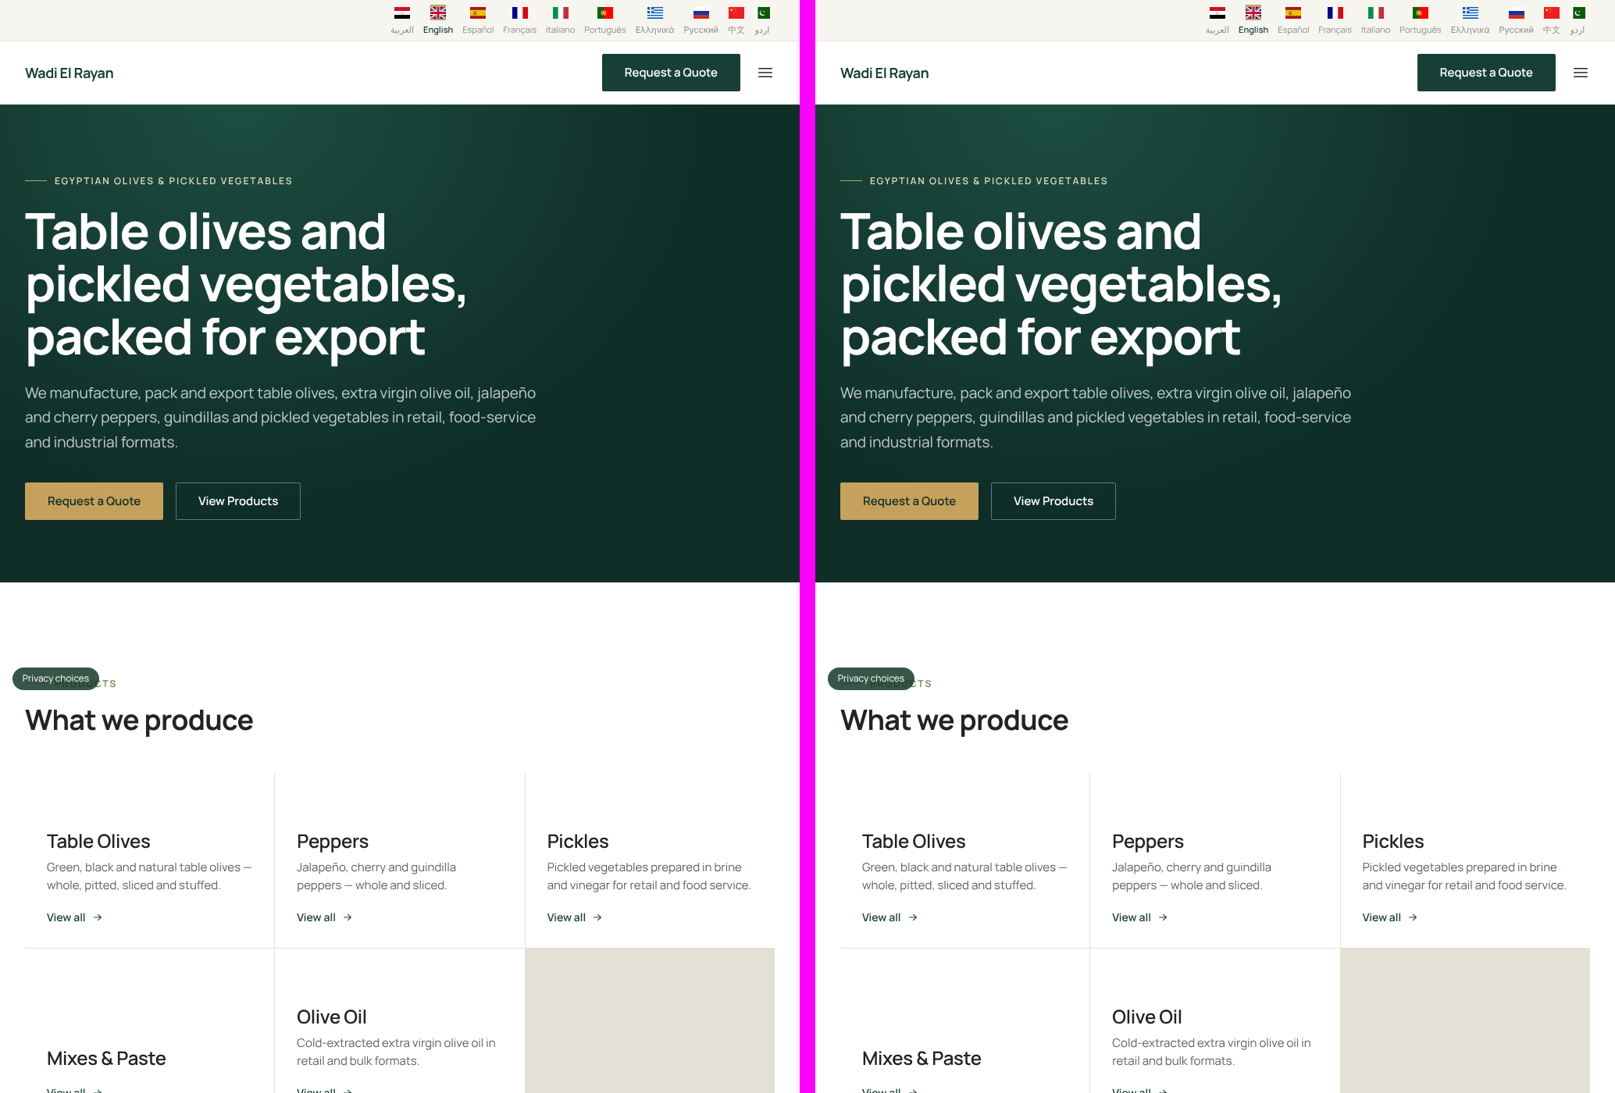 العربية English Español Français Italiano Português Ελληνικά Русский 中文 اردو
Wadi El Rayan
Request a Quote
EGYPTIAN OLIVES & PICKLED VEGETABLES
Table olives and
pickled vegetables,
packed for export
We manufacture, pack and export table olives, extra virgin olive oil, jalapeño
and cherry peppers, guindillas and pickled vegetables in retail, food-service
and industrial formats.
Request a Quote
View Products
Privacy choices
What we produce
Table Olives
Green, black and natural table olives —
whole, pitted, sliced and stuffed.
View all →
Peppers
Jalapeño, cherry and guindilla
peppers — whole and sliced.
View all →
Pickles
Pickled vegetables prepared in brine
and vinegar for retail and food service.
View all →
Mixes & Paste
View all →
Olive Oil
Cold-extracted extra virgin olive oil in
retail and bulk formats.
View all →
العربية English Español Français Italiano Português Ελληνικά Русский 中文 اردو
Wadi El Rayan
Request a Quote
EGYPTIAN OLIVES & PICKLED VEGETABLES
Table olives and
pickled vegetables,
packed for export
We manufacture, pack and export table olives, extra virgin olive oil, jalapeño
and cherry peppers, guindillas and pickled vegetables in retail, food-service
and industrial formats.
Request a Quote
View Products
Privacy choices
What we produce
Table Olives
Green, black and natural table olives —
whole, pitted, sliced and stuffed.
View all →
Peppers
Jalapeño, cherry and guindilla
peppers — whole and sliced.
View all →
Pickles
Pickled vegetables prepared in brine
and vinegar for retail and food service.
View all →
Mixes & Paste
View all →
Olive Oil
Cold-extracted extra virgin olive oil in
retail and bulk formats.
View all →